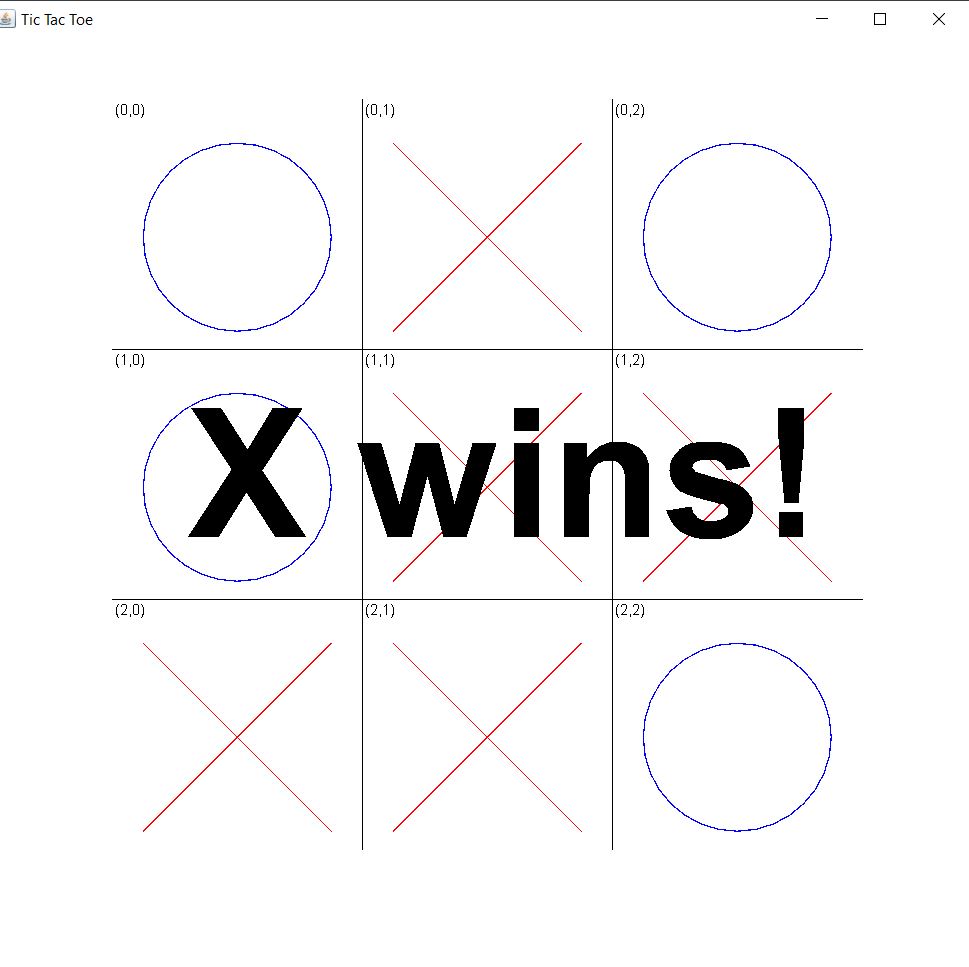 Tic Tac Toe
(0,0) (0,1) (0,2)
(1,0) (1,1) (1,2)
X wins!
(2,0) (2,1) (2,2)